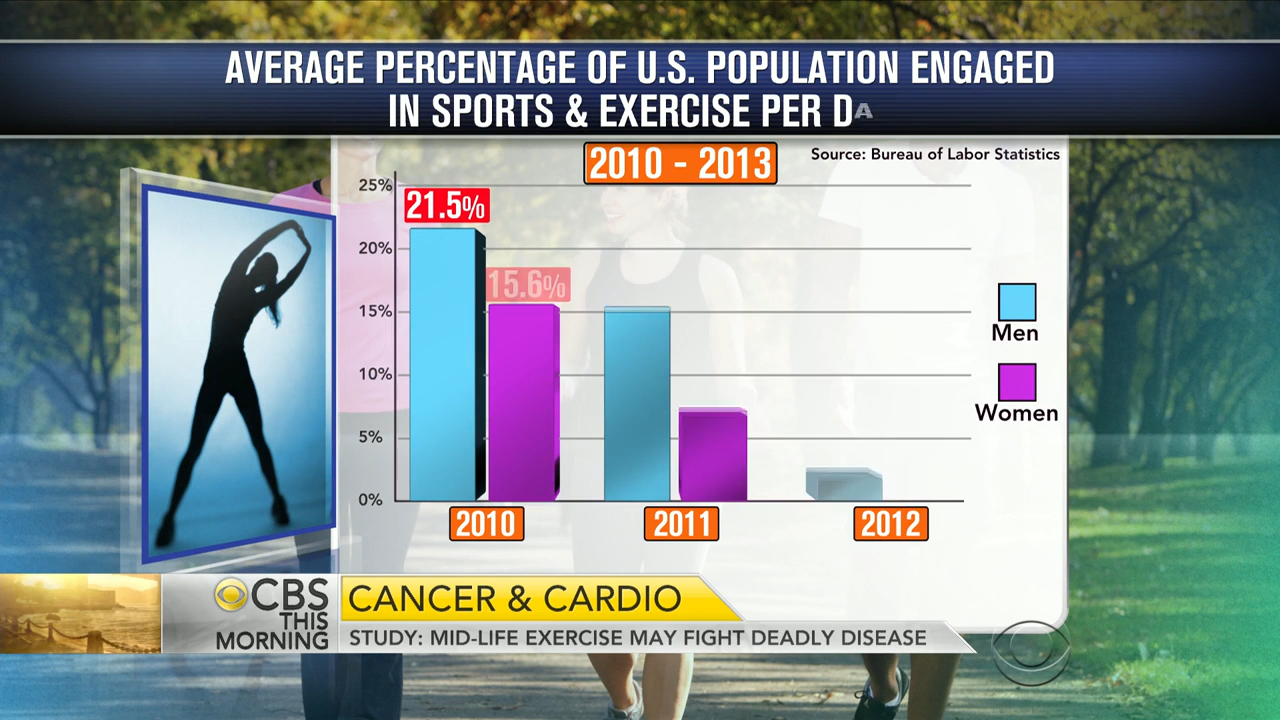 AVERAGE PERCENTAGE OF U.S. POPULATION ENGAGED
IN SPORTS & EXERCISE PER DA
2010 - 2013
Source: Bureau of Labor Statistics
25%
21.5%
20%
15.6%
15%
10%
5%
0%
Men
Women
2010
2011
2012
CBS
THIS
MORNING
CANCER & CARDIO
STUDY: MID-LIFE EXERCISE MAY FIGHT DEADLY DISEASE